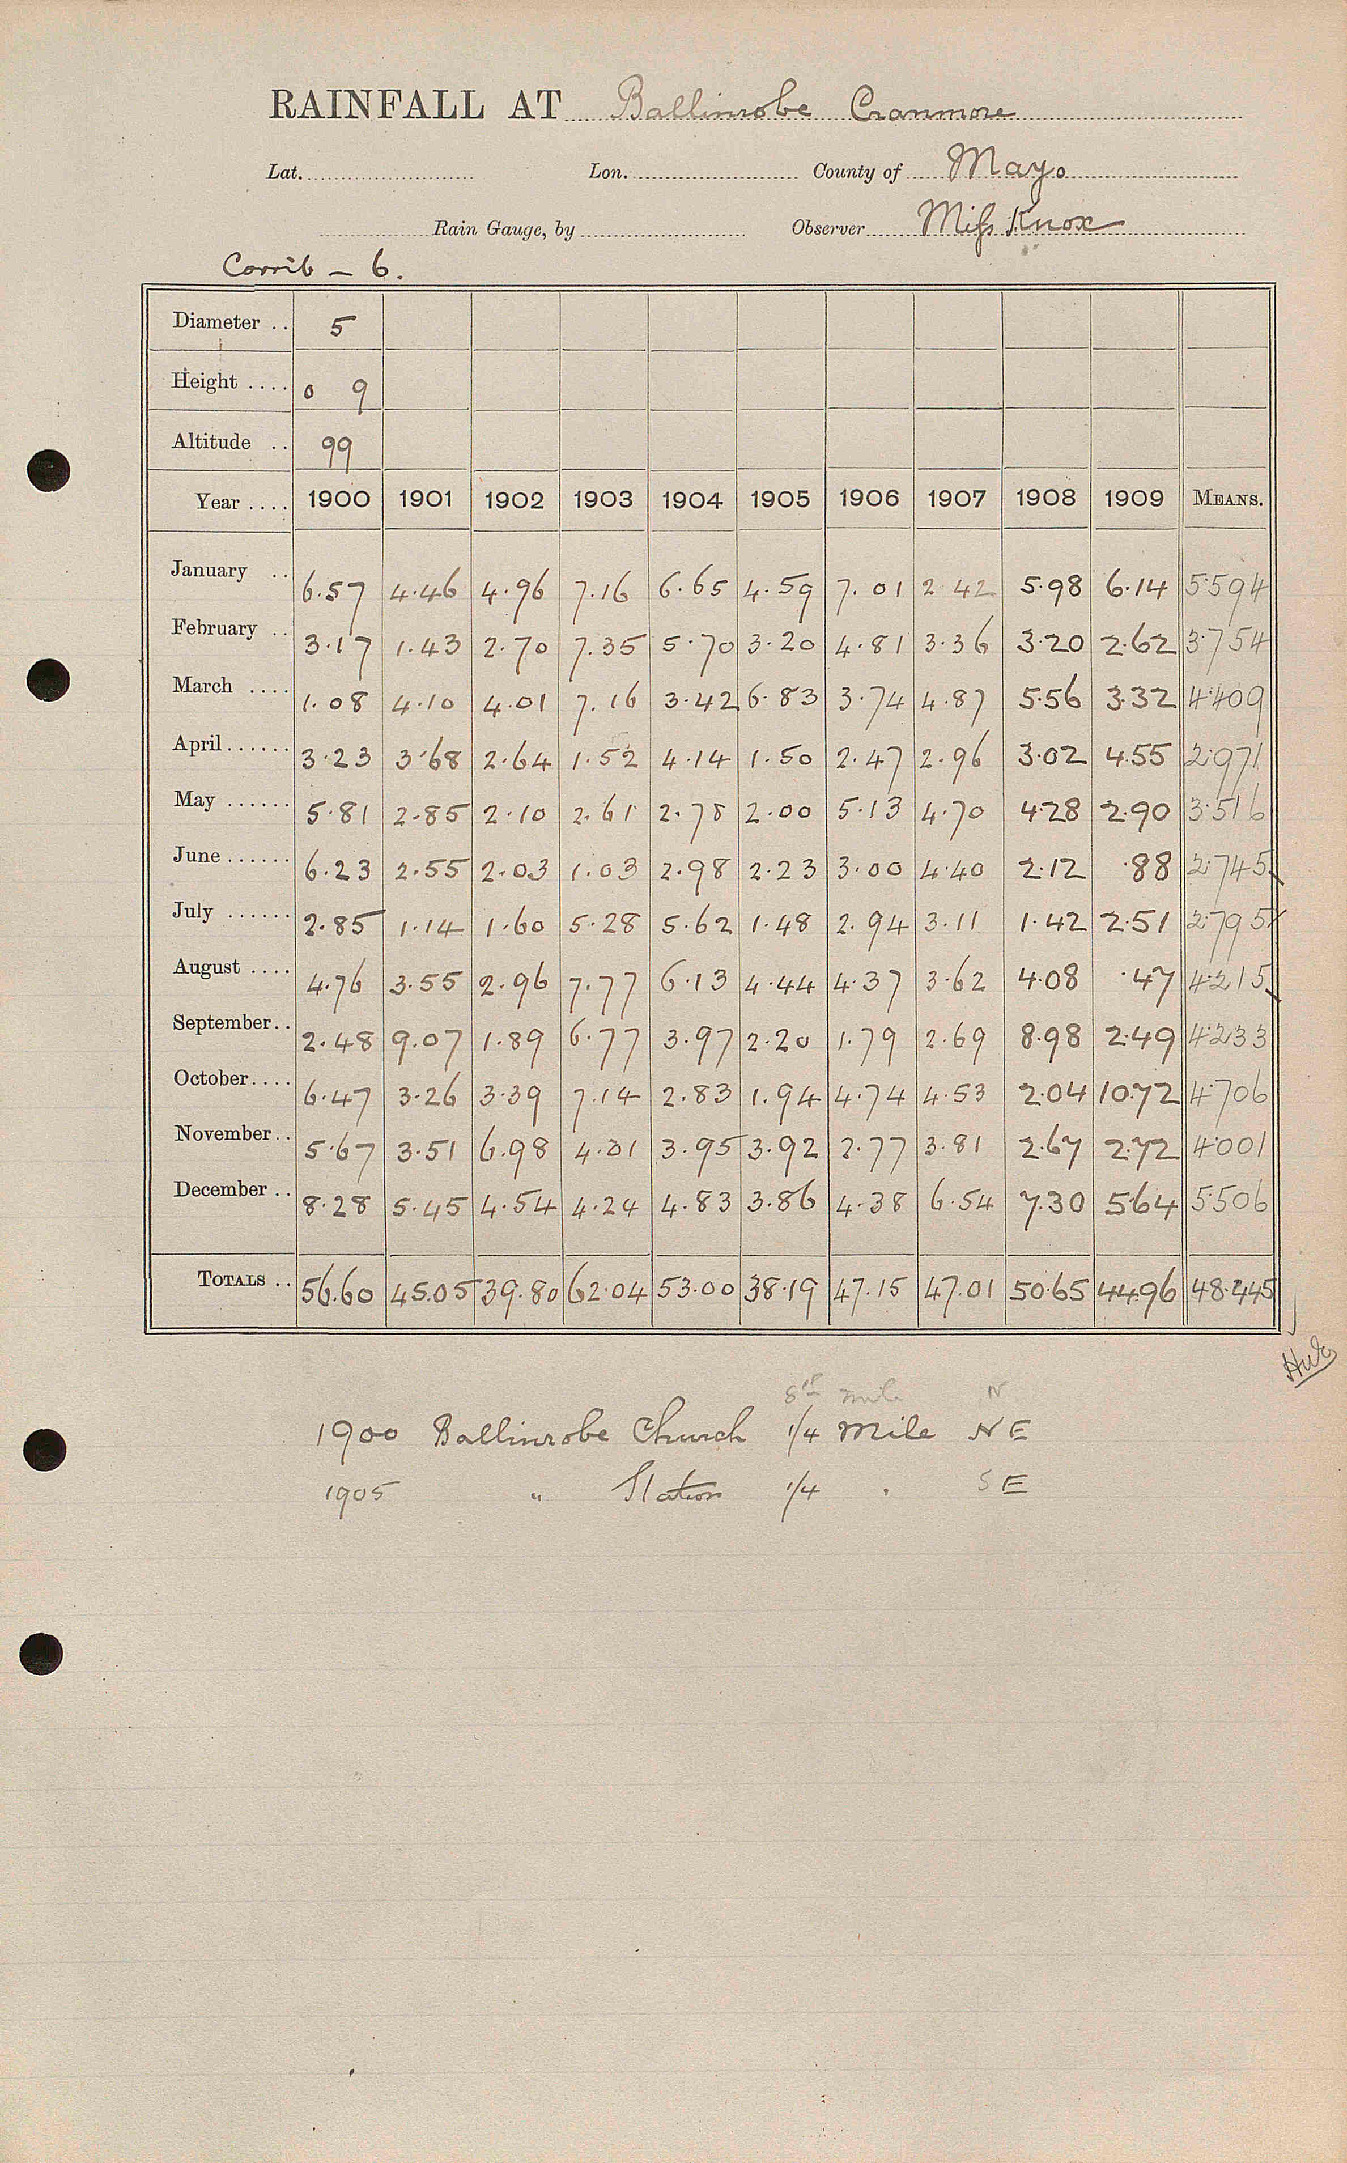 RAINFALL AT Ballinrobe Cranmore
Lat. Lon. County of Mayo
Rain Gauge, by Observer Miss Knox
Corrib – 6.
Diameter .. 5
Height .... 0 9
Altitude .. 99
Year .... 1900 1901 1902 1903 1904 1905 1906 1907 1908 1909 MEANS.
January .. 6.57 4.46 4.96 7.16 6.65 4.59 7.01 2.42 5.98 6.14 5.594
February .. 3.17 1.43 2.70 7.35 5.70 3.20 4.81 3.36 3.20 2.62 3.754
March .... 1.08 4.10 4.01 7.16 3.42 6.83 3.74 4.87 5.56 3.32 4.409
April...... 3.23 3.68 2.64 1.52 4.14 1.50 2.47 2.96 3.02 4.55 2.971
May ...... 5.81 2.85 2.10 2.61 2.78 2.00 5.13 4.70 4.28 2.90 3.516
June...... 6.23 2.55 2.03 1.03 2.98 2.23 3.00 4.40 2.12 .88 2.745
July ...... 2.85 1.14 1.60 5.28 5.62 1.48 2.94 3.11 1.42 2.51 2.795
August .... 4.76 3.55 2.96 7.77 6.13 4.44 4.37 3.62 4.08 .47 4.215
September.. 2.48 9.07 1.89 6.77 3.97 2.20 1.79 2.69 8.98 2.49 4.233
October.... 6.47 3.26 3.39 7.14 2.83 1.94 4.74 4.53 2.04 10.72 4.706
November.. 5.67 3.51 6.98 4.01 3.95 3.92 2.77 3.81 2.67 2.72 4.001
December .. 8.28 5.45 4.54 4.24 4.83 3.86 4.38 6.54 7.30 5.64 5.506
TOTALS .. 56.60 45.05 39.80 62.04 53.00 38.19 47.15 47.01 50.65 44.96 48.445
mile N
1900 Ballinrobe Church 1/4 Mile NE
1905 " Station 1/4 " SE